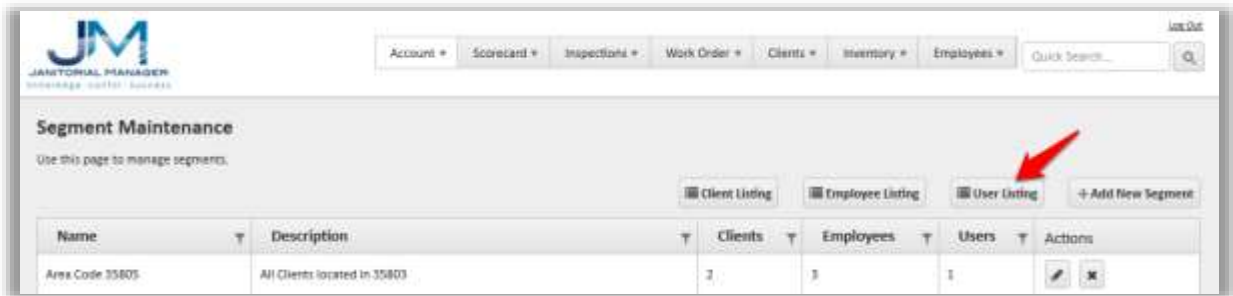 Log Out
JM
JANITORIAL MANAGER
Account Scorecard Inspections Work Order Clients Inventory Employees Quick Search...
Segment Maintenance
Use this page to manage segments.
Client Listing Employee Listing User Listing + Add New Segment
Name Description Clients Employees Users Actions
Area Code 35805 All Clients located in 35803 2 3 1